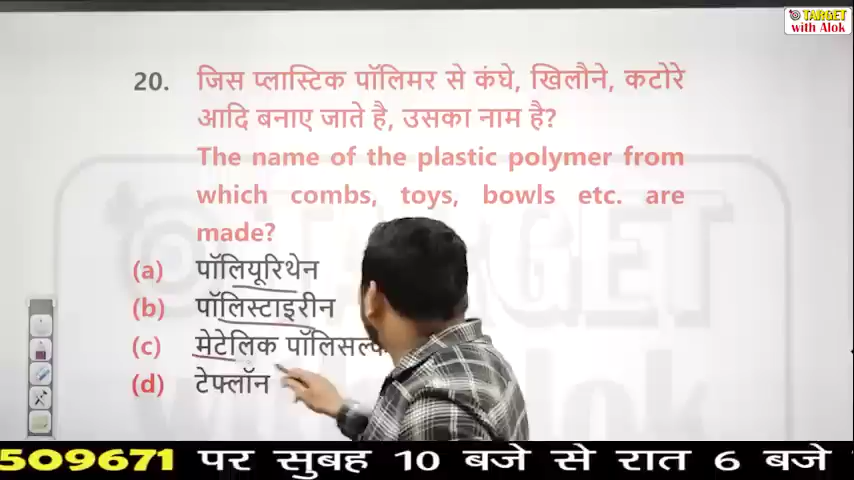 TARGET
with Alok
20. जिस प्लास्टिक पॉलिमर से कंघे, खिलौने, कटोरे
आदि बनाए जाते है, उसका नाम है?
The name of the plastic polymer from
which combs, toys, bowls etc. are
made?
(a) पॉलियूरिथेन
(b) पॉलिस्टाइरीन
(c) मेटेलिक
(d) टेफ्लॉन
509671 पर सुबह 10 बजे से रात 6 बजे